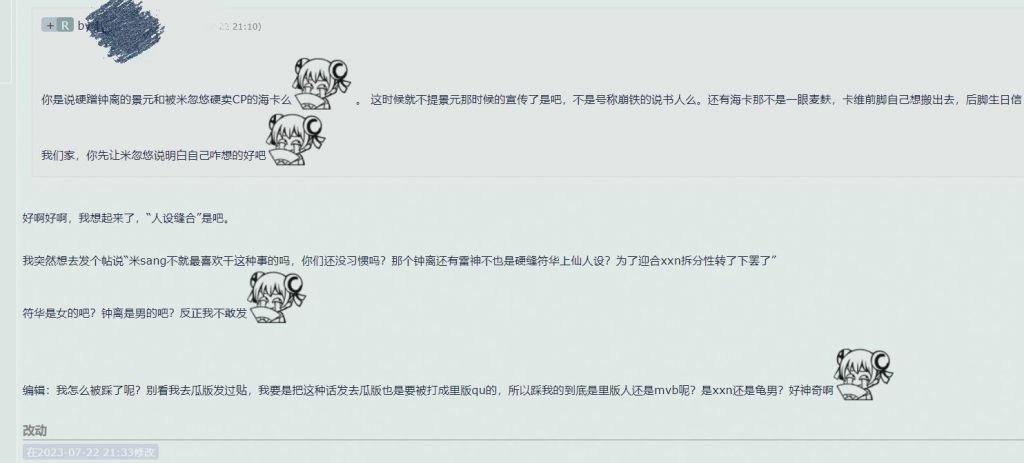 + R by
22 21:10)
你是说硬蹭钟离的景元和被米忽悠硬卖CP的海卡么 。 这时候就不提景元那时候的宣传了是吧，不是号称崩铁的说书人么。还有海卡那不是一眼麦麸，卡维前脚自己想搬出去，后脚生日信
我们家，你先让米忽悠说明白自己咋想的好吧
好啊好啊，我想起来了，“人设缝合”是吧。
我突然想去发个帖说“米sang不就最喜欢干这种事的吗，你们还没习惯吗？那个钟离还有雷神不也是硬缝符华上仙人设？为了迎合xxn拆分性转了下罢了”
符华是女的吧？钟离是男的吧？反正我不敢发
编辑：我怎么被踩了呢？别看我去瓜版发过贴，我要是把这种话发去瓜版也是要被打成里版qu的，所以踩我的到底是里版人还是mvb呢？是xxn还是龟男？好神奇啊
改动
在2023-07-22 21:33修改